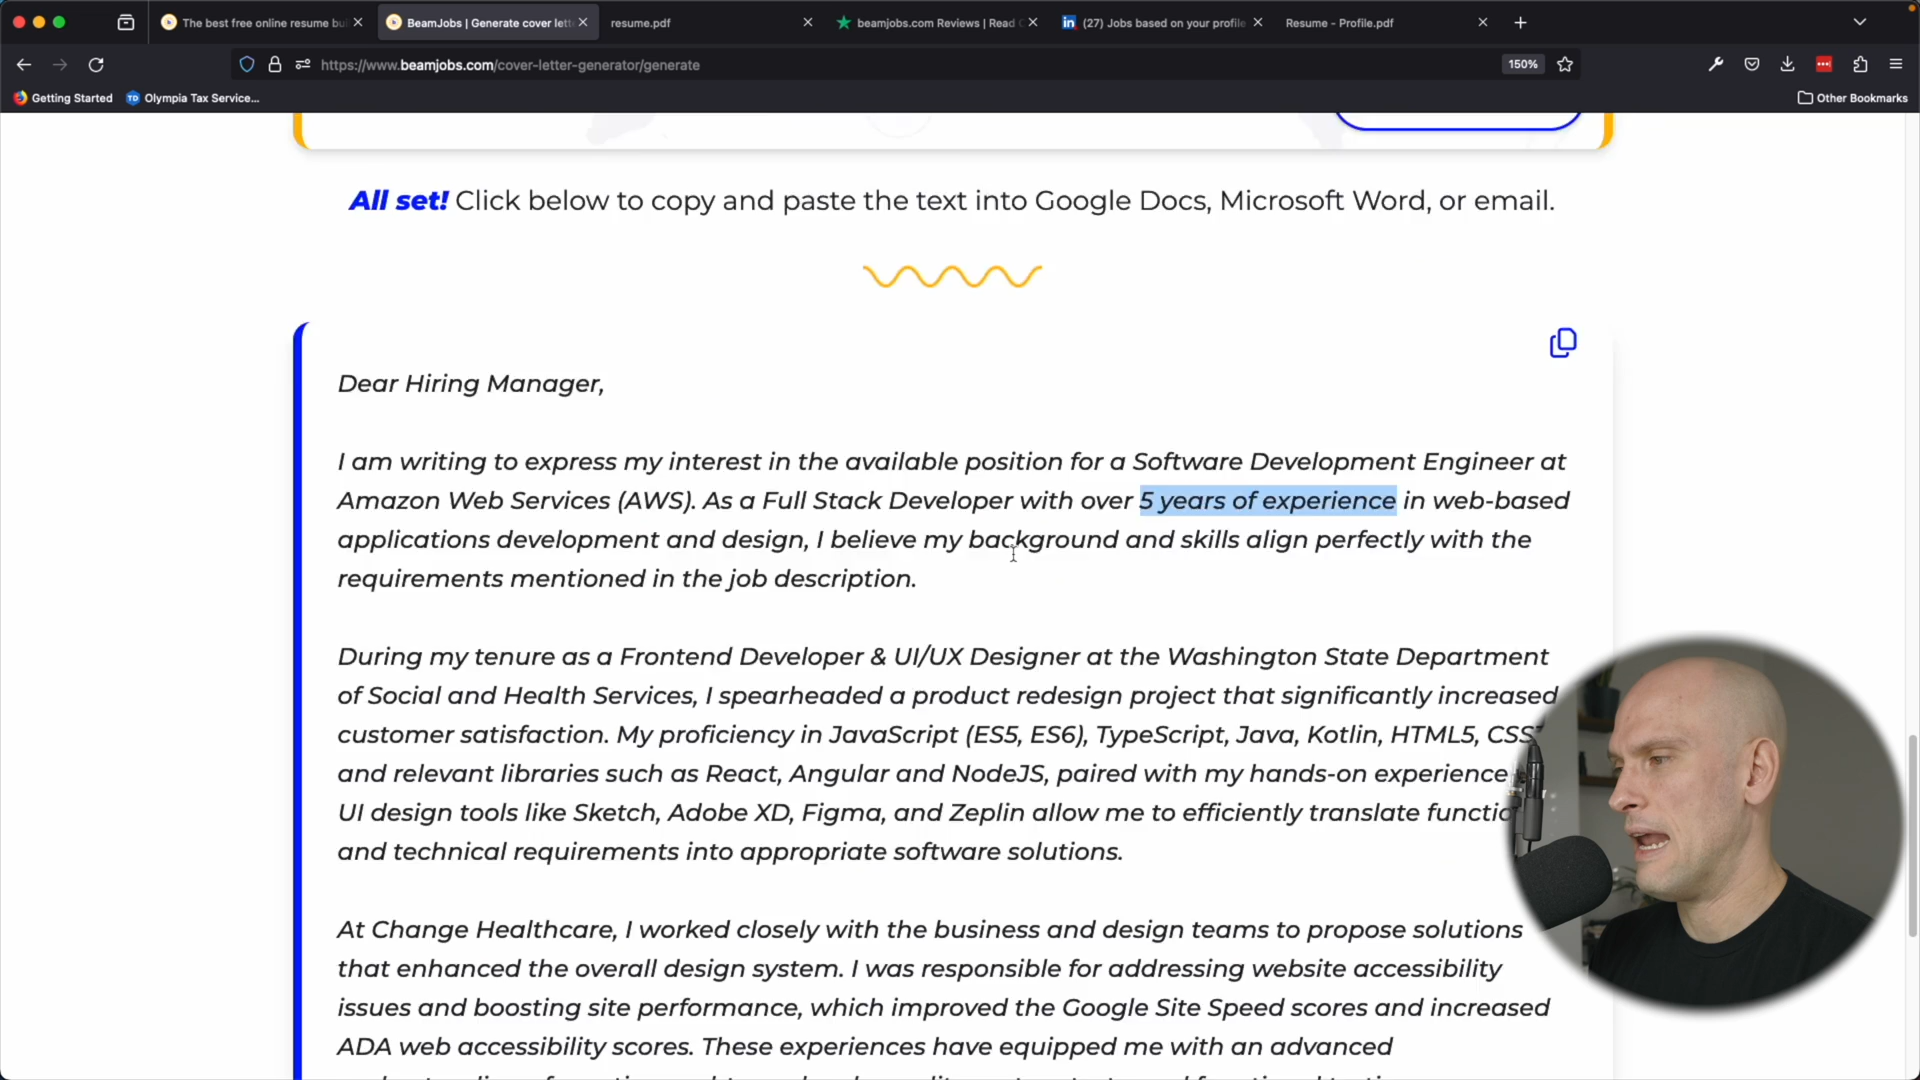 The best free online resume bu
BeamJobs | Generate cover lett
resume.pdf
beamjobs.com Reviews | Read
(27) Jobs based on your profile
Resume - Profile.pdf
https://www.beamjobs.com/cover-letter-generator/generate
150%
Getting Started
Olympia Tax Service...
Other Bookmarks
All set! Click below to copy and paste the text into Google Docs, Microsoft Word, or email.
Dear Hiring Manager,
I am writing to express my interest in the available position for a Software Development Engineer at
Amazon Web Services (AWS). As a Full Stack Developer with over 5 years of experience in web-based
applications development and design, I believe my background and skills align perfectly with the
requirements mentioned in the job description.
During my tenure as a Frontend Developer & UI/UX Designer at the Washington State Department
of Social and Health Services, I spearheaded a product redesign project that significantly increased
customer satisfaction. My proficiency in JavaScript (ES5, ES6), TypeScript, Java, Kotlin, HTML5, CSS
and relevant libraries such as React, Angular and NodeJS, paired with my hands-on experience
UI design tools like Sketch, Adobe XD, Figma, and Zeplin allow me to efficiently translate functio
and technical requirements into appropriate software solutions.
At Change Healthcare, I worked closely with the business and design teams to propose solutions
that enhanced the overall design system. I was responsible for addressing website accessibility
issues and boosting site performance, which improved the Google Site Speed scores and increased
ADA web accessibility scores. These experiences have equipped me with an advanced